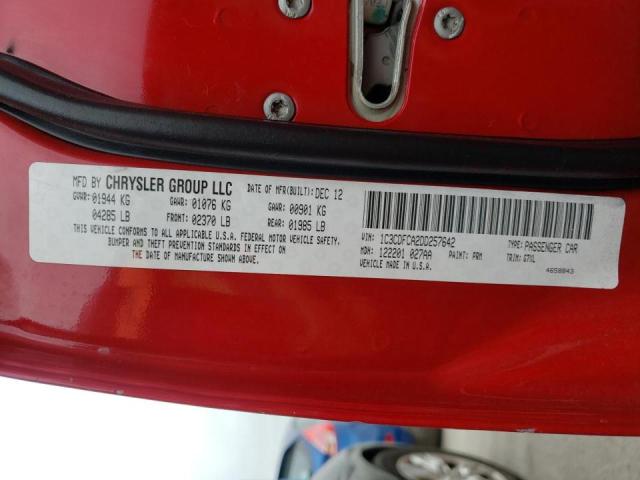 MFD BY CHRYSLER GROUP LLC DATE OF MFR(BUILT): DEC 12
GVWR: 01944 KG GAWR: 01076 KG GAWR: 00901 KG
04285 LB FRONT: 02370 LB REAR: 01985 LB
THIS VEHICLE CONFORMS TO ALL APPLICABLE U.S.A. FEDERAL MOTOR VEHICLE SAFETY,
BUMPER AND THEFT PREVENTION STANDARDS IN EFFECT ON
THE DATE OF MANUFACTURE SHOWN ABOVE.
VIN: 1C3CDFCA2DD257642 TYPE: PASSENGER CAR
MDH: 122201 027AA PAINT: PRM TRIM: GTXL
VEHICLE MADE IN U.S.A.
4658843